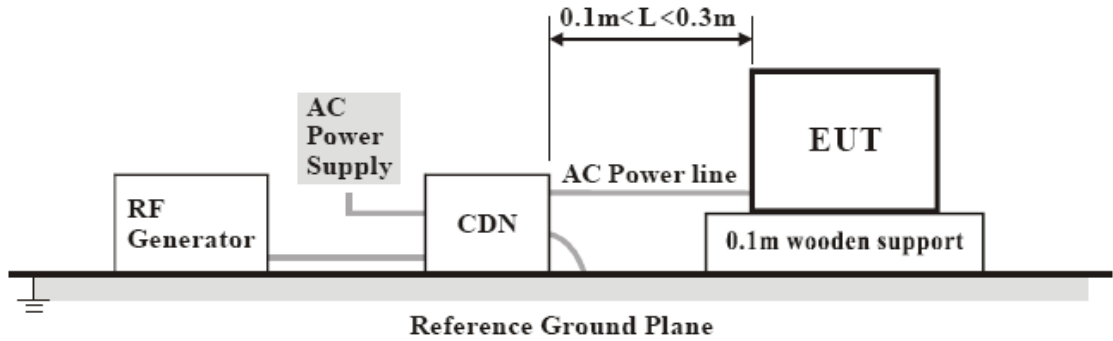 0.1m< L <0.3m
AC
Power
Supply
EUT
AC Power line
RF
Generator
CDN
0.1m wooden support
Reference Ground Plane